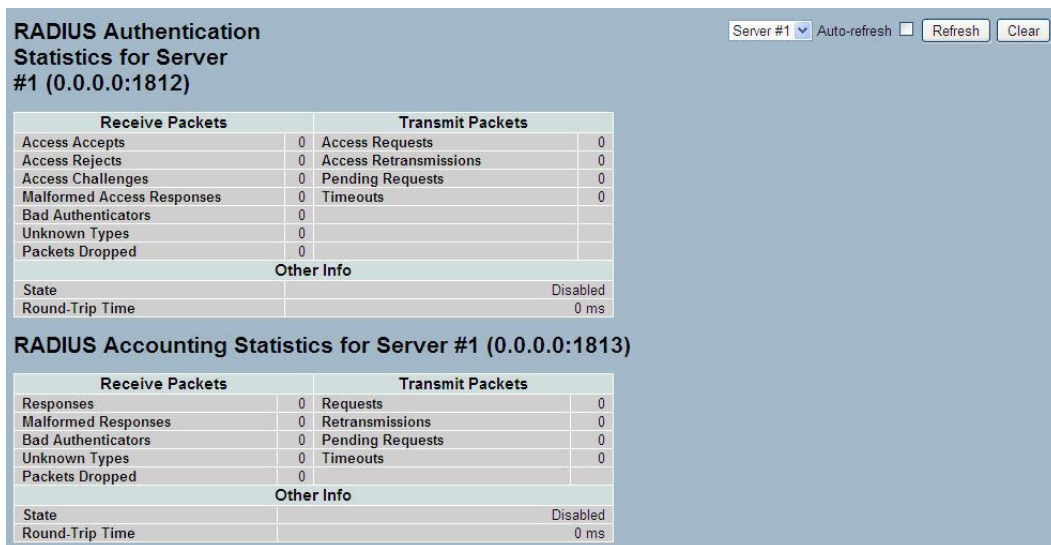 RADIUS Authentication
Statistics for Server
#1 (0.0.0.0:1812)
Server #1 Auto-refresh Refresh Clear
Receive Packets Transmit Packets
Access Accepts 0 Access Requests 0
Access Rejects 0 Access Retransmissions 0
Access Challenges 0 Pending Requests 0
Malformed Access Responses 0 Timeouts 0
Bad Authenticators 0
Unknown Types 0
Packets Dropped 0
Other Info
State Disabled
Round-Trip Time 0 ms
RADIUS Accounting Statistics for Server #1 (0.0.0.0:1813)
Receive Packets Transmit Packets
Responses 0 Requests 0
Malformed Responses 0 Retransmissions 0
Bad Authenticators 0 Pending Requests 0
Unknown Types 0 Timeouts 0
Packets Dropped 0
Other Info
State Disabled
Round-Trip Time 0 ms